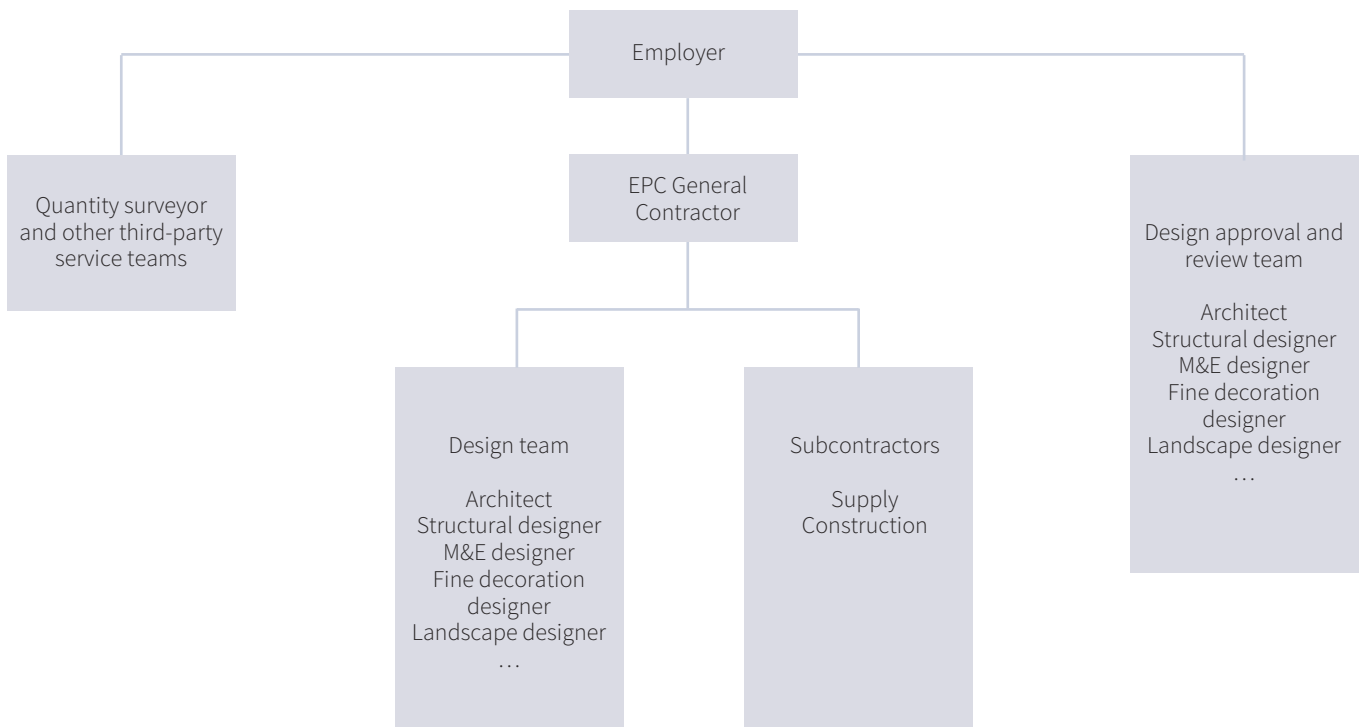 Employer
Quantity surveyor
and other third-party
service teams
EPC General
Contractor
Design approval and
review team
Architect
Structural designer
M&E designer
Fine decoration
designer
Landscape designer
…
Design team
Architect
Structural designer
M&E designer
Fine decoration
designer
Landscape designer
…
Subcontractors
Supply
Construction